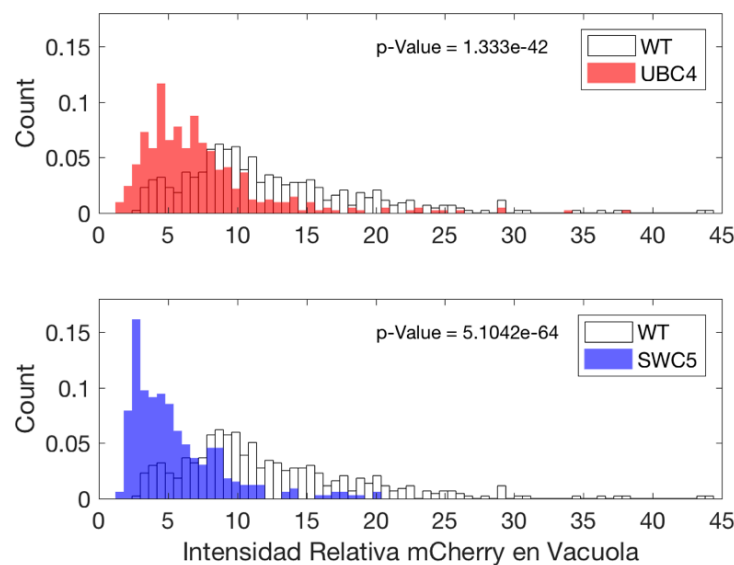 0.15
p-Value = 1.333e-42
WT
UBC4
0.1
Count
0.05
0
0 5 10 15 20 25 30 35 40 45
0.15
p-Value = 5.1042e-64
WT
SWC5
0.1
Count
0.05
0
0 5 10 15 20 25 30 35 40 45
Intensidad Relativa mCherry en Vacuola